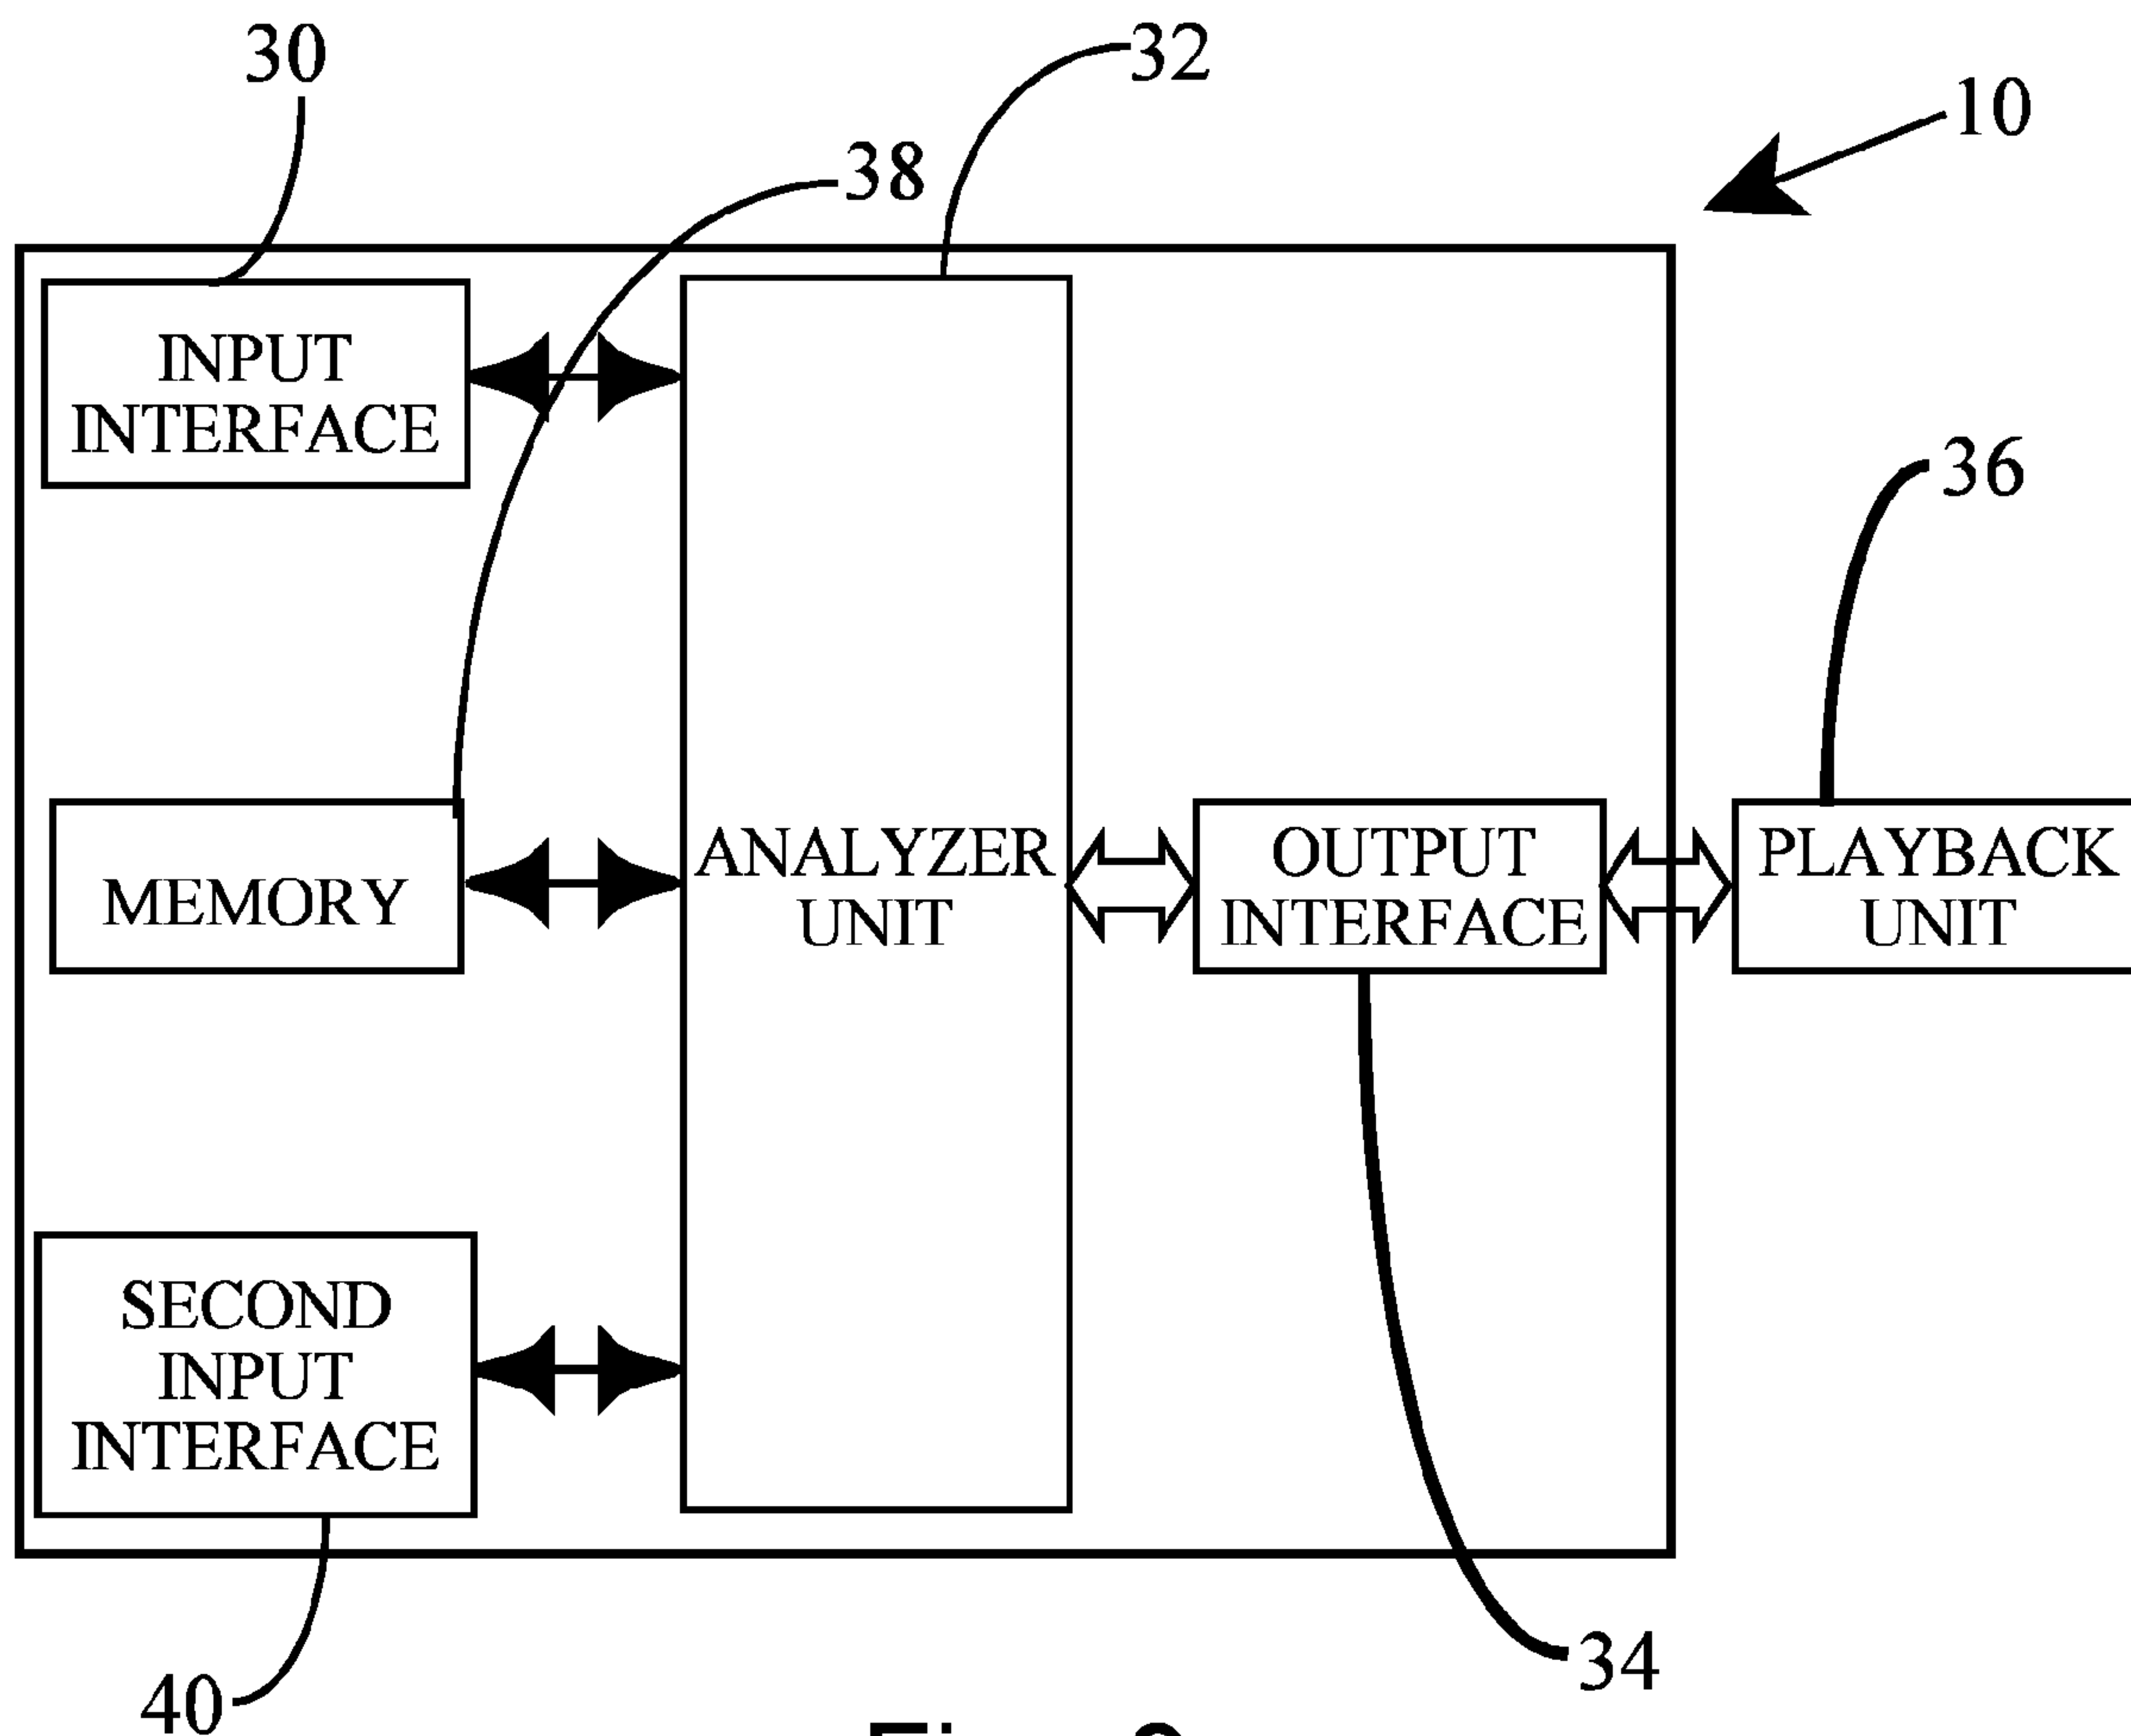 30
32
10
38
INPUT
INTERFACE
36
MEMORY
ANALYZER
UNIT
OUTPUT
INTERFACE
PLAYBACK
UNIT
SECOND
INPUT
INTERFACE
34
40